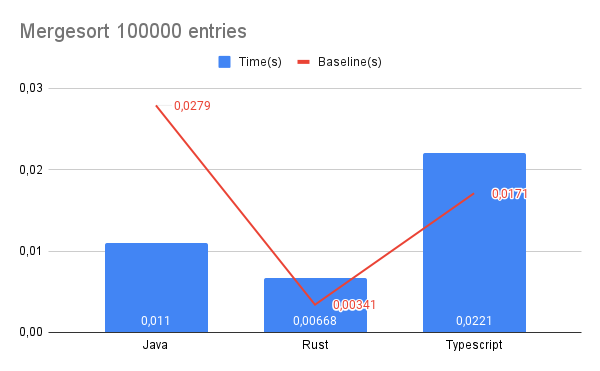 Mergesort 100000 entries
Time(s) Baseline(s)
0,03
0,0279
0,02
0,0171
0,01
0,00341
0,011 0,00668 0,0221
0,00
Java Rust Typescript